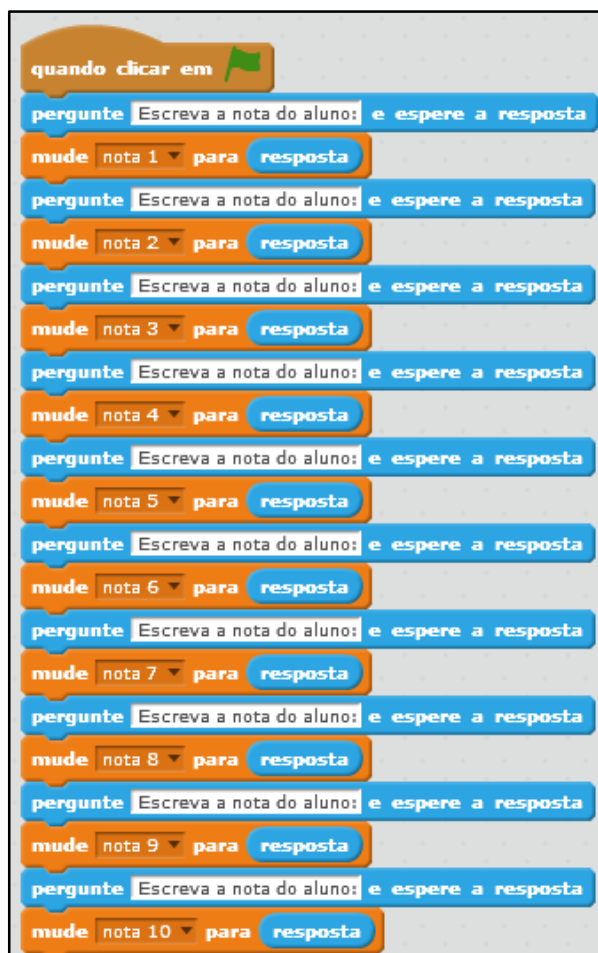 quando clicar em
pergunte Escreva a nota do aluno: e espere a resposta
mude nota 1 para resposta
pergunte Escreva a nota do aluno: e espere a resposta
mude nota 2 para resposta
pergunte Escreva a nota do aluno: e espere a resposta
mude nota 3 para resposta
pergunte Escreva a nota do aluno: e espere a resposta
mude nota 4 para resposta
pergunte Escreva a nota do aluno: e espere a resposta
mude nota 5 para resposta
pergunte Escreva a nota do aluno: e espere a resposta
mude nota 6 para resposta
pergunte Escreva a nota do aluno: e espere a resposta
mude nota 7 para resposta
pergunte Escreva a nota do aluno: e espere a resposta
mude nota 8 para resposta
pergunte Escreva a nota do aluno: e espere a resposta
mude nota 9 para resposta
pergunte Escreva a nota do aluno: e espere a resposta
mude nota 10 para resposta